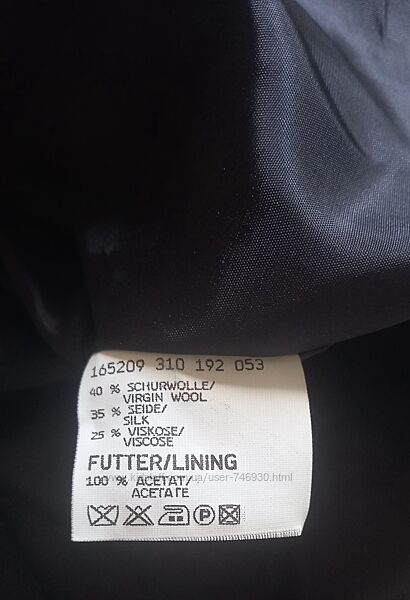 165209 310 192 053
40 % SCHURWOLLE/
VIRGIN WOOL
35 % SEIDE/
SILK
25 % VISKOSE/
VISCOSE
FUTTER/LINING
100 % ACETAT/
ACETATE
P